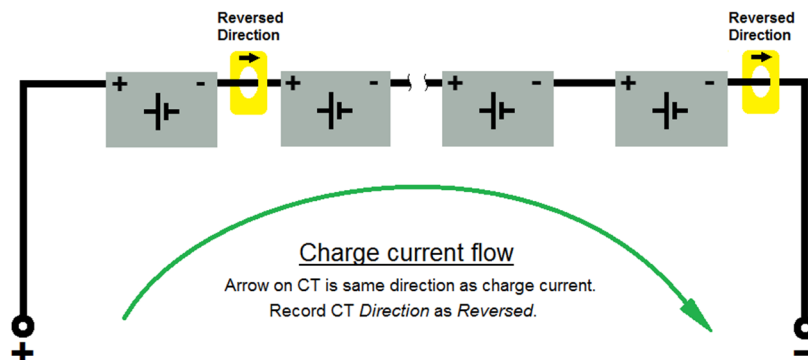 Reversed
Direction
Reversed
Direction
+ - + - + - + -
Charge current flow
Arrow on CT is same direction as charge current.
Record CT Direction as Reversed.
+ -